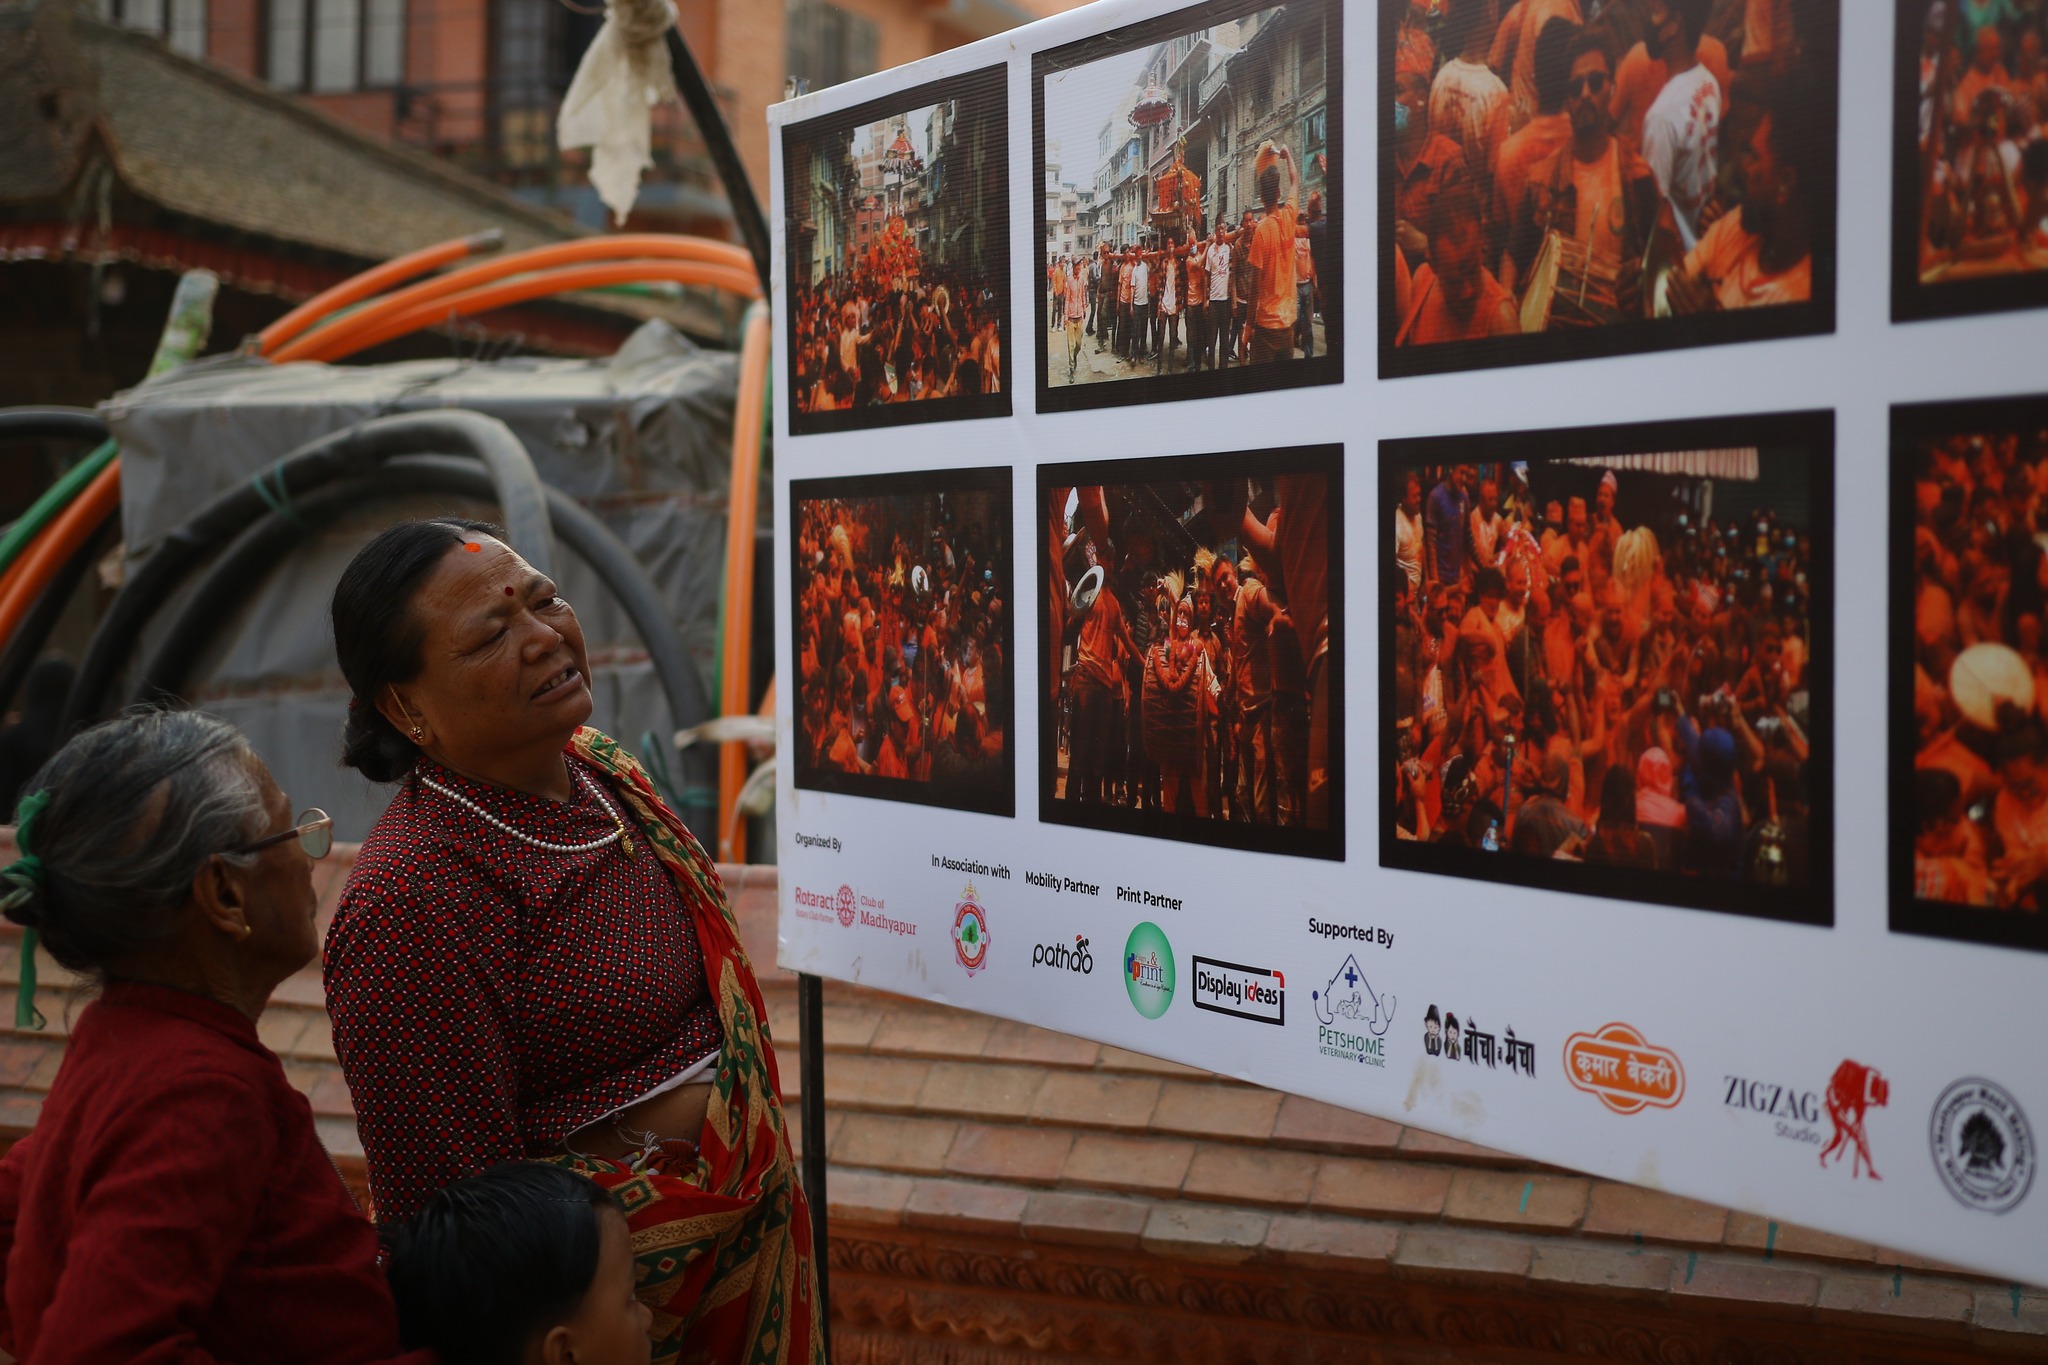 Organized By
In Association with
Mobility Partner
Print Partner
Supported By
Rotaract
Club of
Madhyapur
pathao
&
print
Display ideas
PETSHOME
VETERINARY CLINIC
बोचा व मैचा
कुमार बेकरी
ZIGZAG
Studio